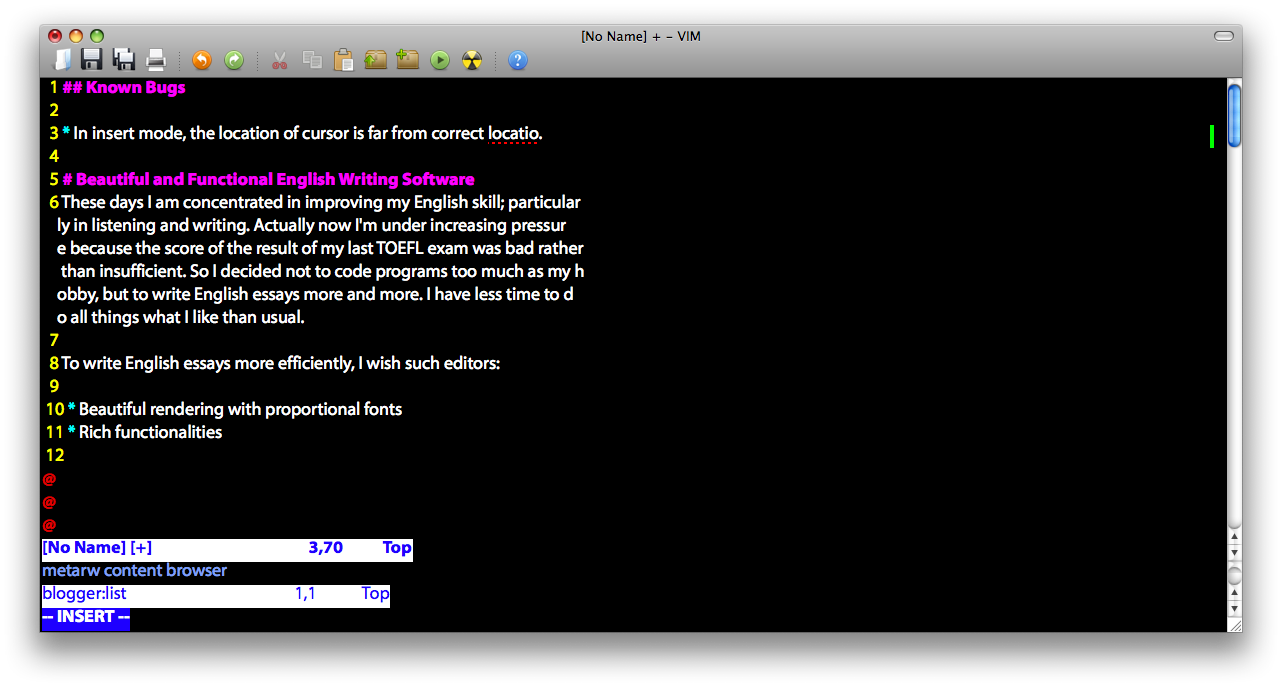 [No Name] + – VIM
1 ## Known Bugs
2
3 * In insert mode, the location of cursor is far from correct locatio.
4
5 # Beautiful and Functional English Writing Software
6 These days I am concentrated in improving my English skill; particular
ly in listening and writing. Actually now I'm under increasing pressur
e because the score of the result of my last TOEFL exam was bad rather
than insufficient. So I decided not to code programs too much as my h
obby, but to write English essays more and more. I have less time to d
o all things what I like than usual.
7
8 To write English essays more efficiently, I wish such editors:
9
10 * Beautiful rendering with proportional fonts
11 * Rich functionalities
12
@
@
@
[No Name] [+] 3,70 Top
metarw content browser
blogger:list 1,1 Top
-- INSERT --